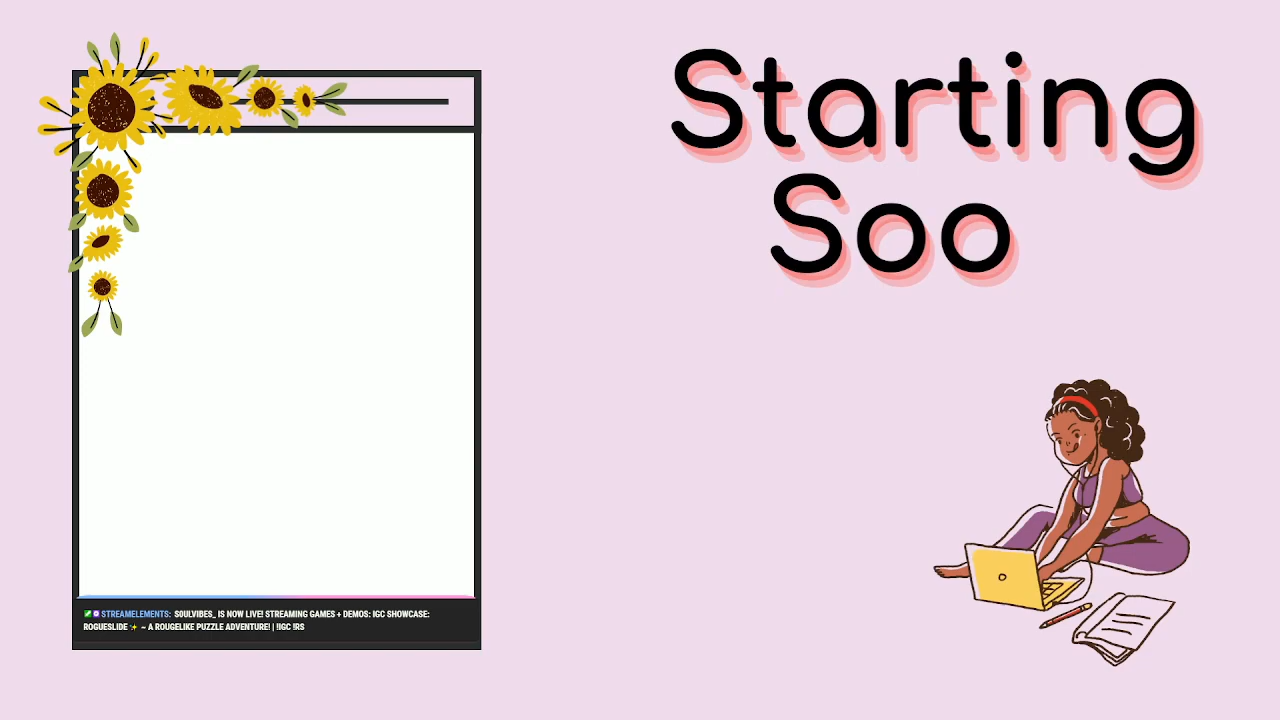 Starting
Soo
STREAMELEMENTS: SOULVIBES_ IS NOW LIVE! STREAMING GAMES + DEMOS: IGC SHOWCASE:
ROGUESLIDE ✨ ~ A ROUGELIKE PUZZLE ADVENTURE! | !IGC !RS